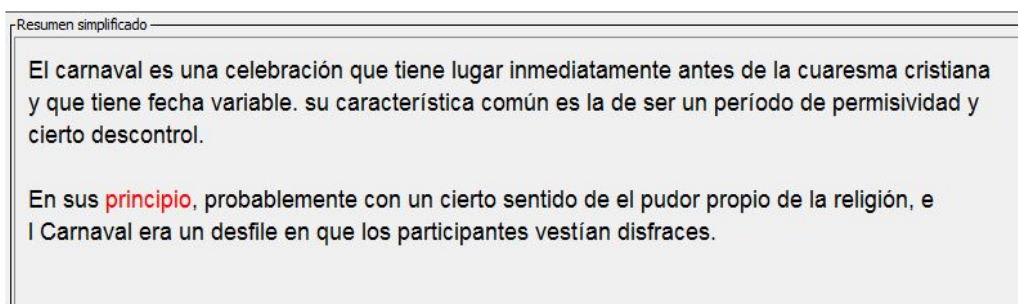 Resumen simplificado
El carnaval es una celebración que tiene lugar inmediatamente antes de la cuaresma cristiana
y que tiene fecha variable. su característica común es la de ser un período de permisividad y
cierto descontrol.
En sus principio, probablemente con un cierto sentido de el pudor propio de la religión, e
l Carnaval era un desfile en que los participantes vestían disfraces.